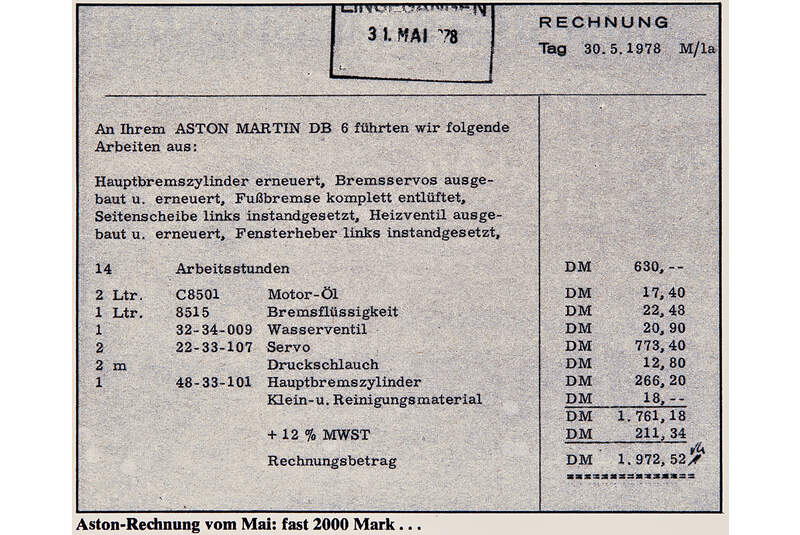 EINGEGANGEN
31. MAI '78
RECHNUNG
Tag 30.5.1978 M/la
An Ihrem ASTON MARTIN DB 6 führten wir folgende
Arbeiten aus:
Hauptbremszylinder erneuert, Bremsservos ausge-
baut u. erneuert, Fußbremse komplett entlüftet,
Seitenscheibe links instandgesetzt, Heizventil ausge-
baut u. erneuert, Fensterheber links instandgesetzt,
14 Arbeitsstunden DM 630,--
2 Ltr. C8501 Motor-Öl DM 17,40
1 Ltr. 8515 Bremsflüssigkeit DM 22,48
1 32-34-009 Wasserventil DM 20,90
2 22-33-107 Servo DM 773,40
2 m Druckschlauch DM 12,80
1 48-33-101 Hauptbremszylinder DM 266,20
Klein-u. Reinigungsmaterial DM 18,--
DM 1.761,18
+ 12 % MWST DM 211,34
Rechnungsbetrag DM 1.972,52
Aston-Rechnung vom Mai: fast 2000 Mark . . .